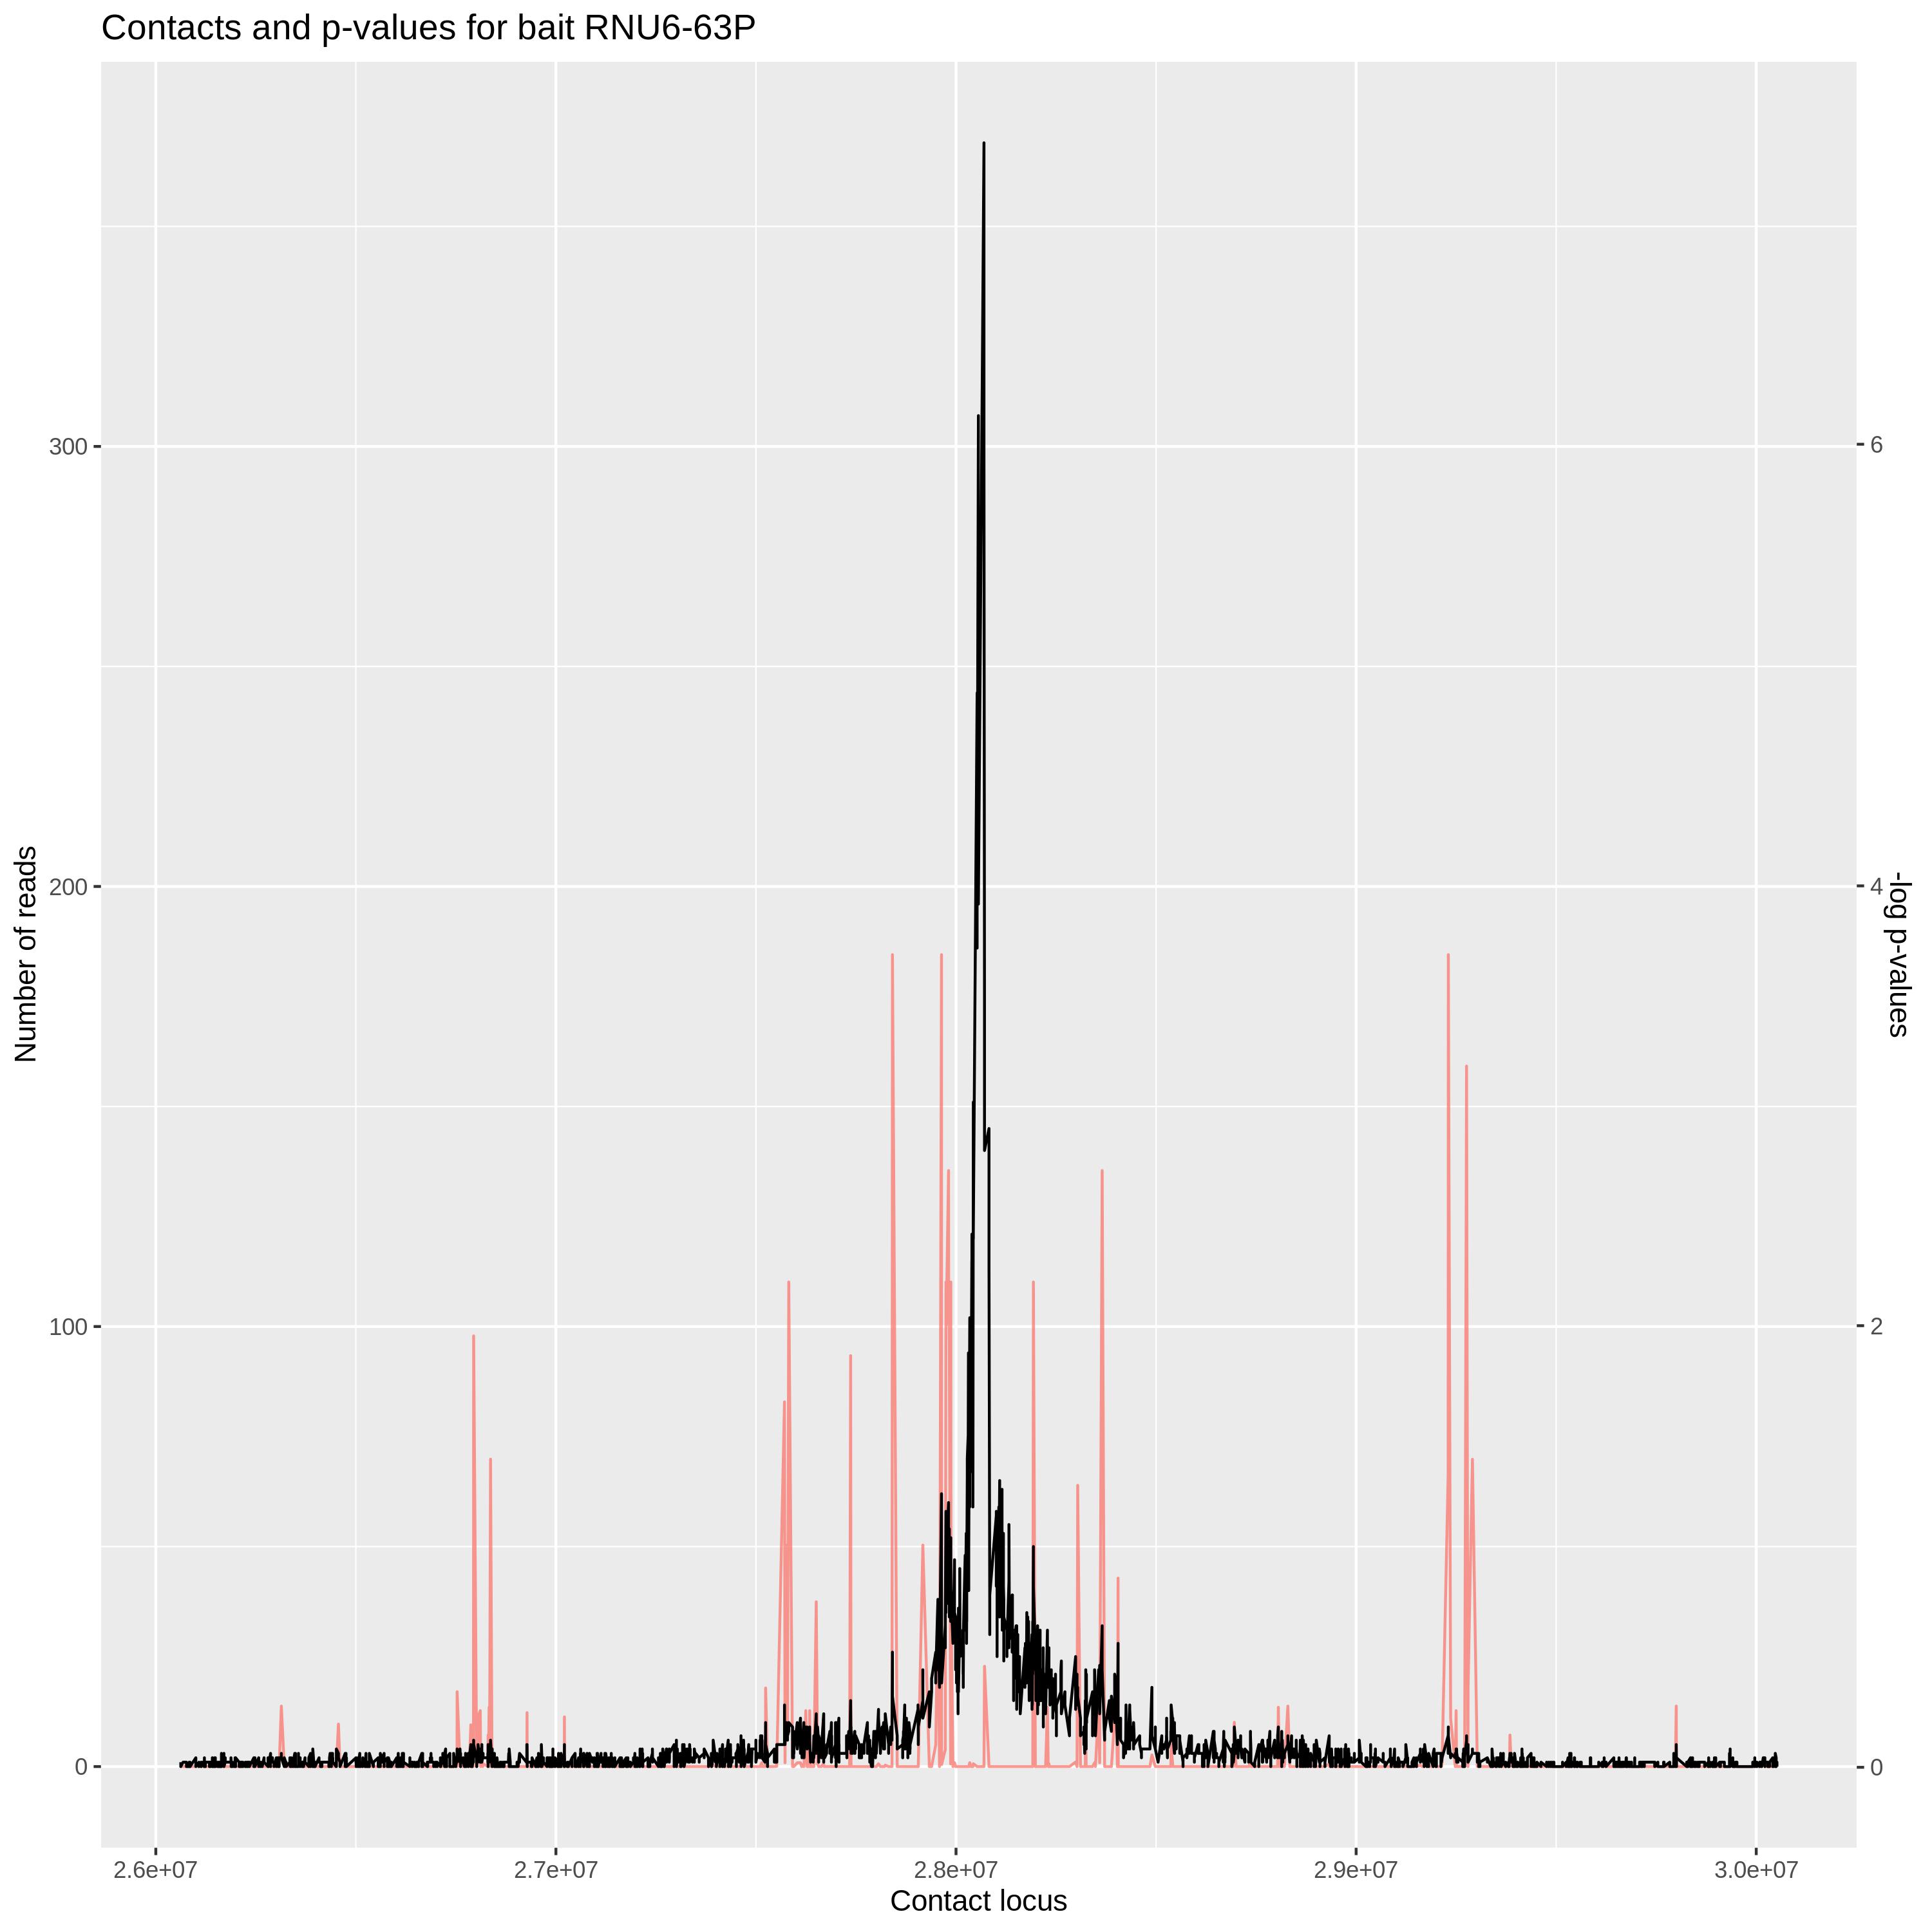 Contacts and p-values for bait RNU6-63P
Number of reads
300
200
100
0
6
4
2
0
-log p-values
2.6e+07
2.7e+07
2.8e+07
2.9e+07
3.0e+07
Contact locus